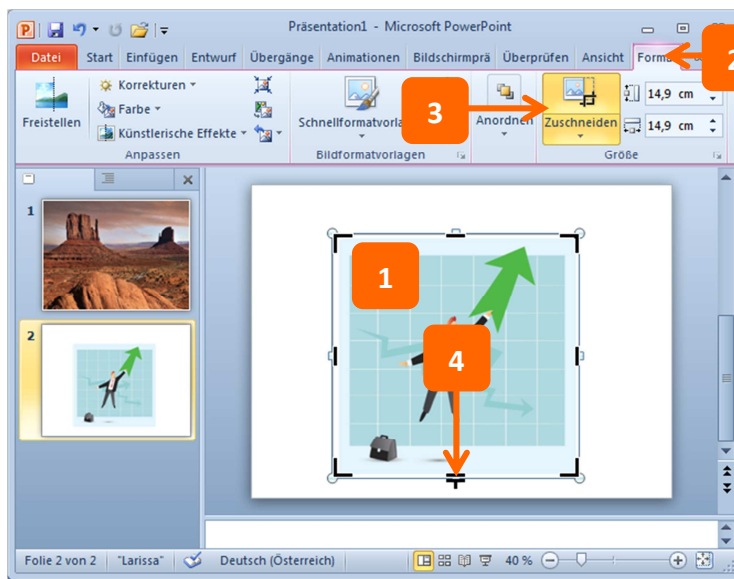 Präsentation1 - Microsoft PowerPoint
Datei Start Einfügen Entwurf Übergänge Animationen Bildschirmprä Überprüfen Ansicht Forma 2
Freistellen
Korrekturen
Farbe
Künstlerische Effekte
Anpassen
Schnellformatvorla
Bildformatvorlagen
3
Anordnen
Zuschneiden
14,9 cm
14,9 cm
Größe
1
2
1
4
Folie 2 von 2 "Larissa" Deutsch (Österreich) 40 %